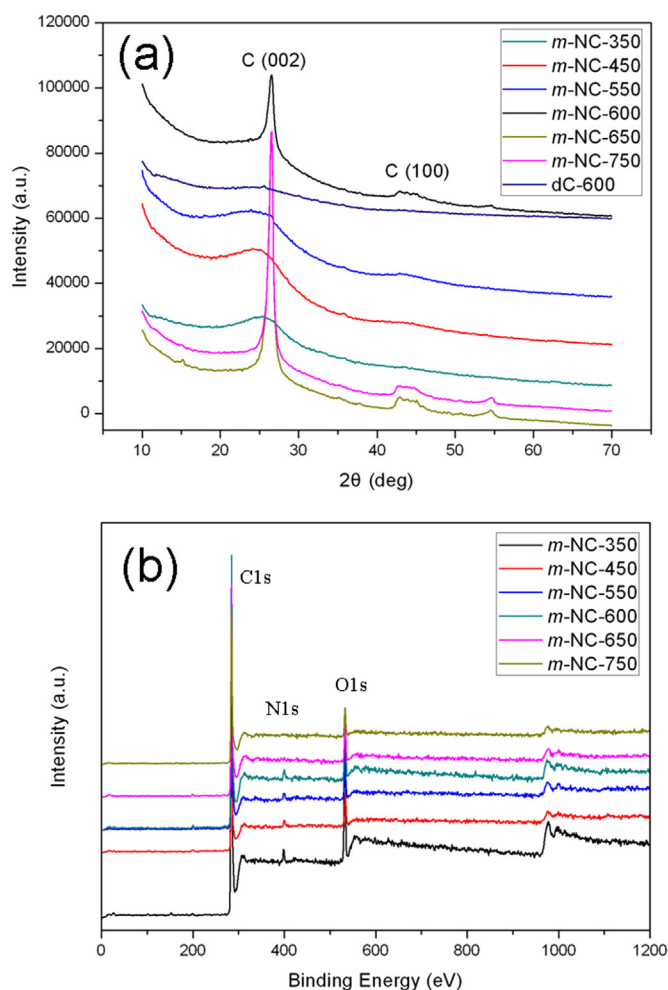 (a)
C (002)
C (100)
m-NC-350
m-NC-450
m-NC-550
m-NC-600
m-NC-650
m-NC-750
dC-600
Intensity (a.u.)
120000
100000
80000
60000
40000
20000
0
10 20 30 40 50 60 70
2θ (deg)
(b)
C1s
N1s
O1s
m-NC-350
m-NC-450
m-NC-550
m-NC-600
m-NC-650
m-NC-750
Intensity (a.u.)
0 200 400 600 800 1000 1200
Binding Energy (eV)